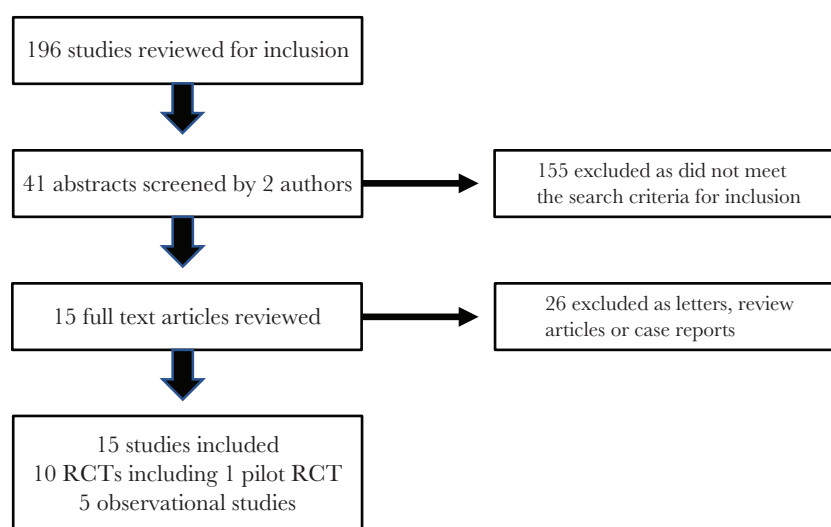 196 studies reviewed for inclusion
41 abstracts screened by 2 authors
155 excluded as did not meet
the search criteria for inclusion
15 full text articles reviewed
26 excluded as letters, review
articles or case reports
15 studies included
10 RCTs including 1 pilot RCT
5 observational studies